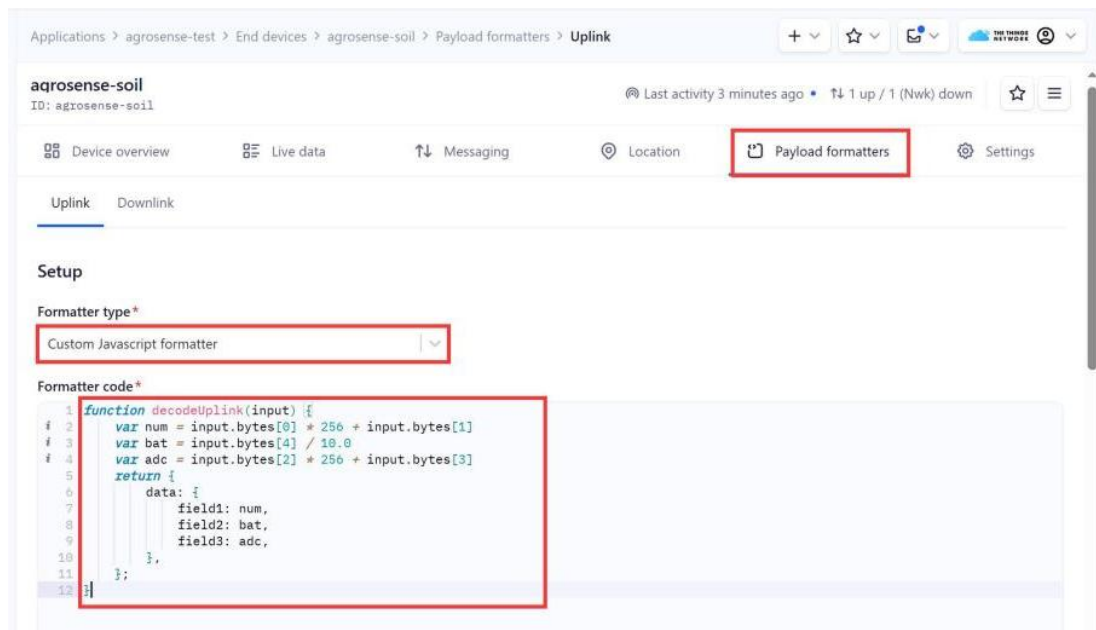 Applications > agrosense-test > End devices > agrosense-soil > Payload formatters > Uplink
THE THINGS
NETWORK
agrosense-soil
ID: agrosense-soil
Last activity 3 minutes ago • ↑↓ 1 up / 1 (Nwk) down
Device overview Live data Messaging Location Payload formatters Settings
Uplink Downlink
Setup
Formatter type*
Custom Javascript formatter
Formatter code*
1 function decodeUplink(input) {
i 2 var num = input.bytes[0] * 256 + input.bytes[1]
i 3 var bat = input.bytes[4] / 10.0
i 4 var adc = input.bytes[2] * 256 + input.bytes[3]
5 return {
6 data: {
7 field1: num,
8 field2: bat,
9 field3: adc,
10 },
11 };
12 }